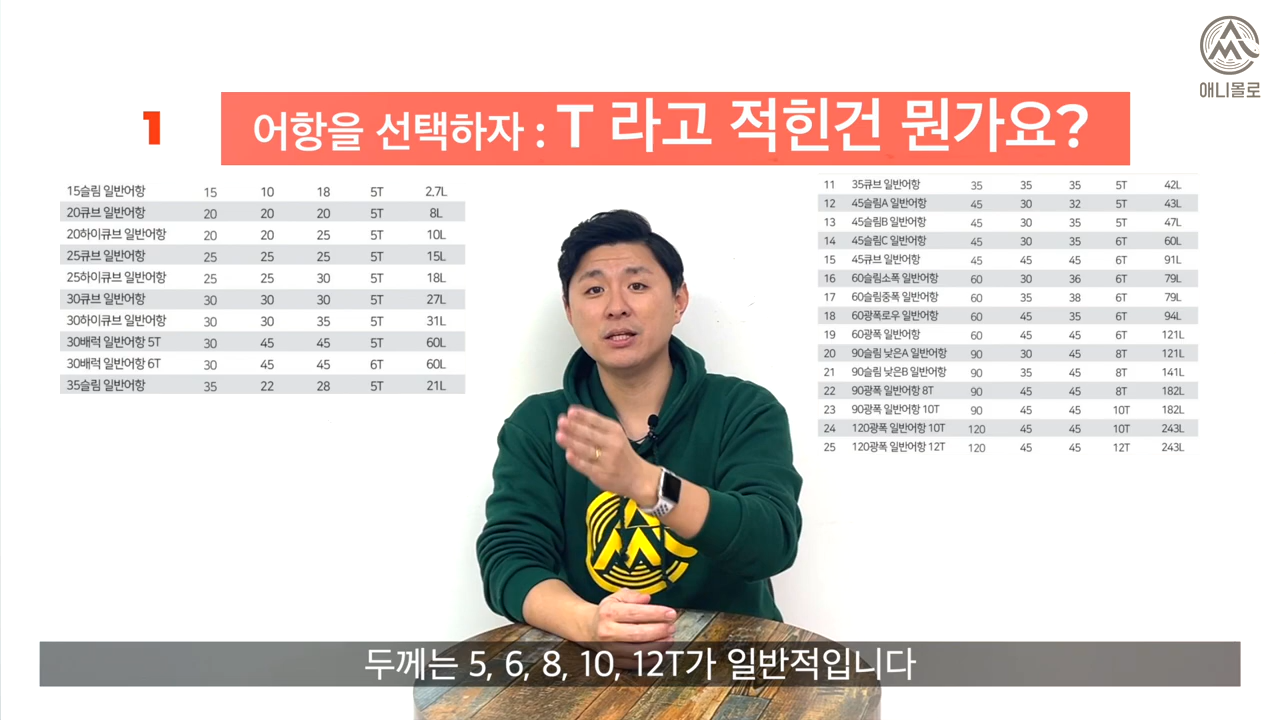 애니몰로
1
어항을 선택하자 : T 라고 적힌건 뭔가요?
15슬림 일반어항 15 10 18 5T 2.7L
20큐브 일반어항 20 20 20 5T 8L
20하이큐브 일반어항 20 20 25 5T 10L
25큐브 일반어항 25 25 25 5T 15L
25하이큐브 일반어항 25 25 30 5T 18L
30큐브 일반어항 30 30 30 5T 27L
30하이큐브 일반어항 30 30 35 5T 31L
30배럭 일반어항 5T 30 45 45 5T 60L
30배럭 일반어항 6T 30 45 45 6T 60L
35슬림 일반어항 35 22 28 5T 21L
11 35큐브 일반어항 35 35 35 5T 42L
12 45슬림A 일반어항 45 30 32 5T 43L
13 45슬림B 일반어항 45 30 35 5T 47L
14 45슬림C 일반어항 45 30 35 6T 60L
15 45큐브 일반어항 45 45 45 6T 91L
16 60슬림소폭 일반어항 60 30 36 6T 79L
17 60슬림중폭 일반어항 60 35 38 6T 79L
18 60광폭로우 일반어항 60 45 35 6T 94L
19 60광폭 일반어항 60 45 45 6T 121L
20 90슬림 낮은A 일반어항 90 30 45 8T 121L
21 90슬림 낮은B 일반어항 90 35 45 8T 141L
22 90광폭 일반어항 8T 90 45 45 8T 182L
23 90광폭 일반어항 10T 90 45 45 10T 182L
24 120광폭 일반어항 10T 120 45 45 10T 243L
25 120광폭 일반어항 12T 120 45 45 12T 243L
두께는 5, 6, 8, 10, 12T가 일반적입니다